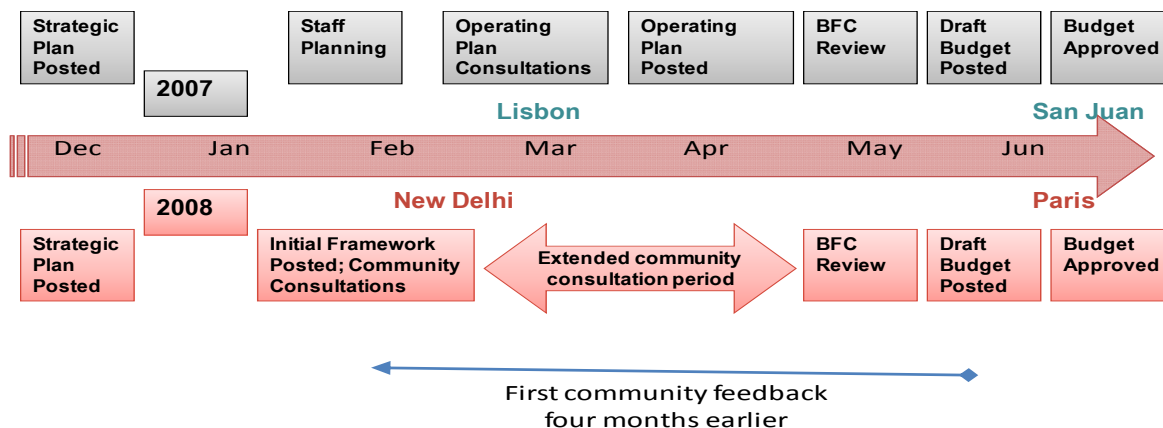 Strategic
Plan
Posted
Staff
Planning
Operating
Plan
Consultations
Operating
Plan
Posted
BFC
Review
Draft
Budget
Posted
Budget
Approved
2007
Lisbon
San Juan
Dec Jan Feb Mar Apr May Jun
2008
New Delhi
Paris
Strategic
Plan
Posted
Initial Framework
Posted; Community
Consultations
Extended community
consultation period
BFC
Review
Draft
Budget
Posted
Budget
Approved
First community feedback
four months earlier